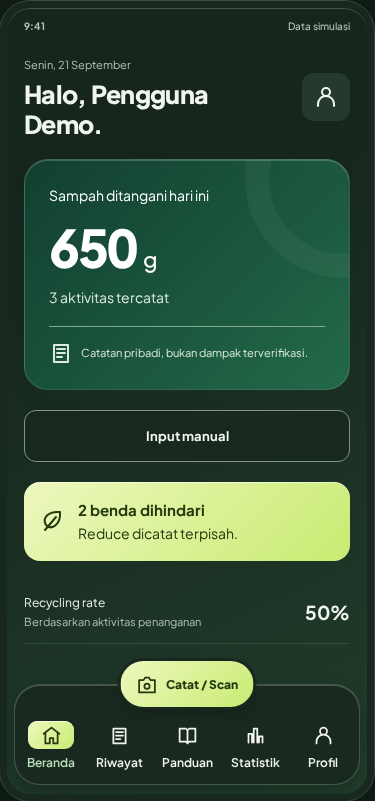 9:41
Data simulasi
Senin, 21 September
Halo, Pengguna
Demo.
Sampah ditangani hari ini
650 g
3 aktivitas tercatat
Catatan pribadi, bukan dampak terverifikasi.
Input manual
2 benda dihindari
Reduce dicatat terpisah.
Recycling rate
Berdasarkan aktivitas penanganan
50%
Catat / Scan
Beranda
Riwayat
Panduan
Statistik
Profil